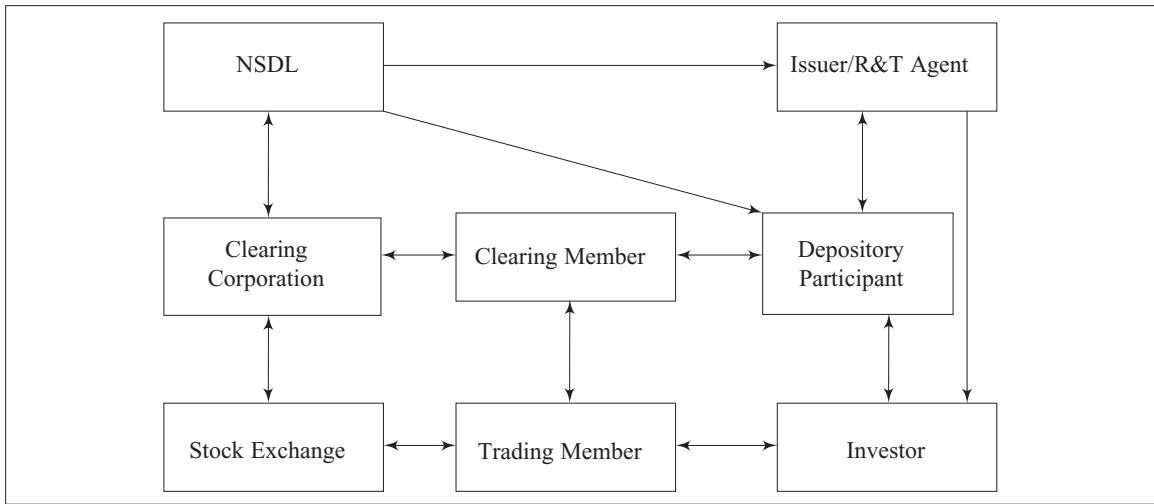 NSDL
Issuer/R&T Agent
Clearing
Corporation
Clearing Member
Depository
Participant
Stock Exchange
Trading Member
Investor